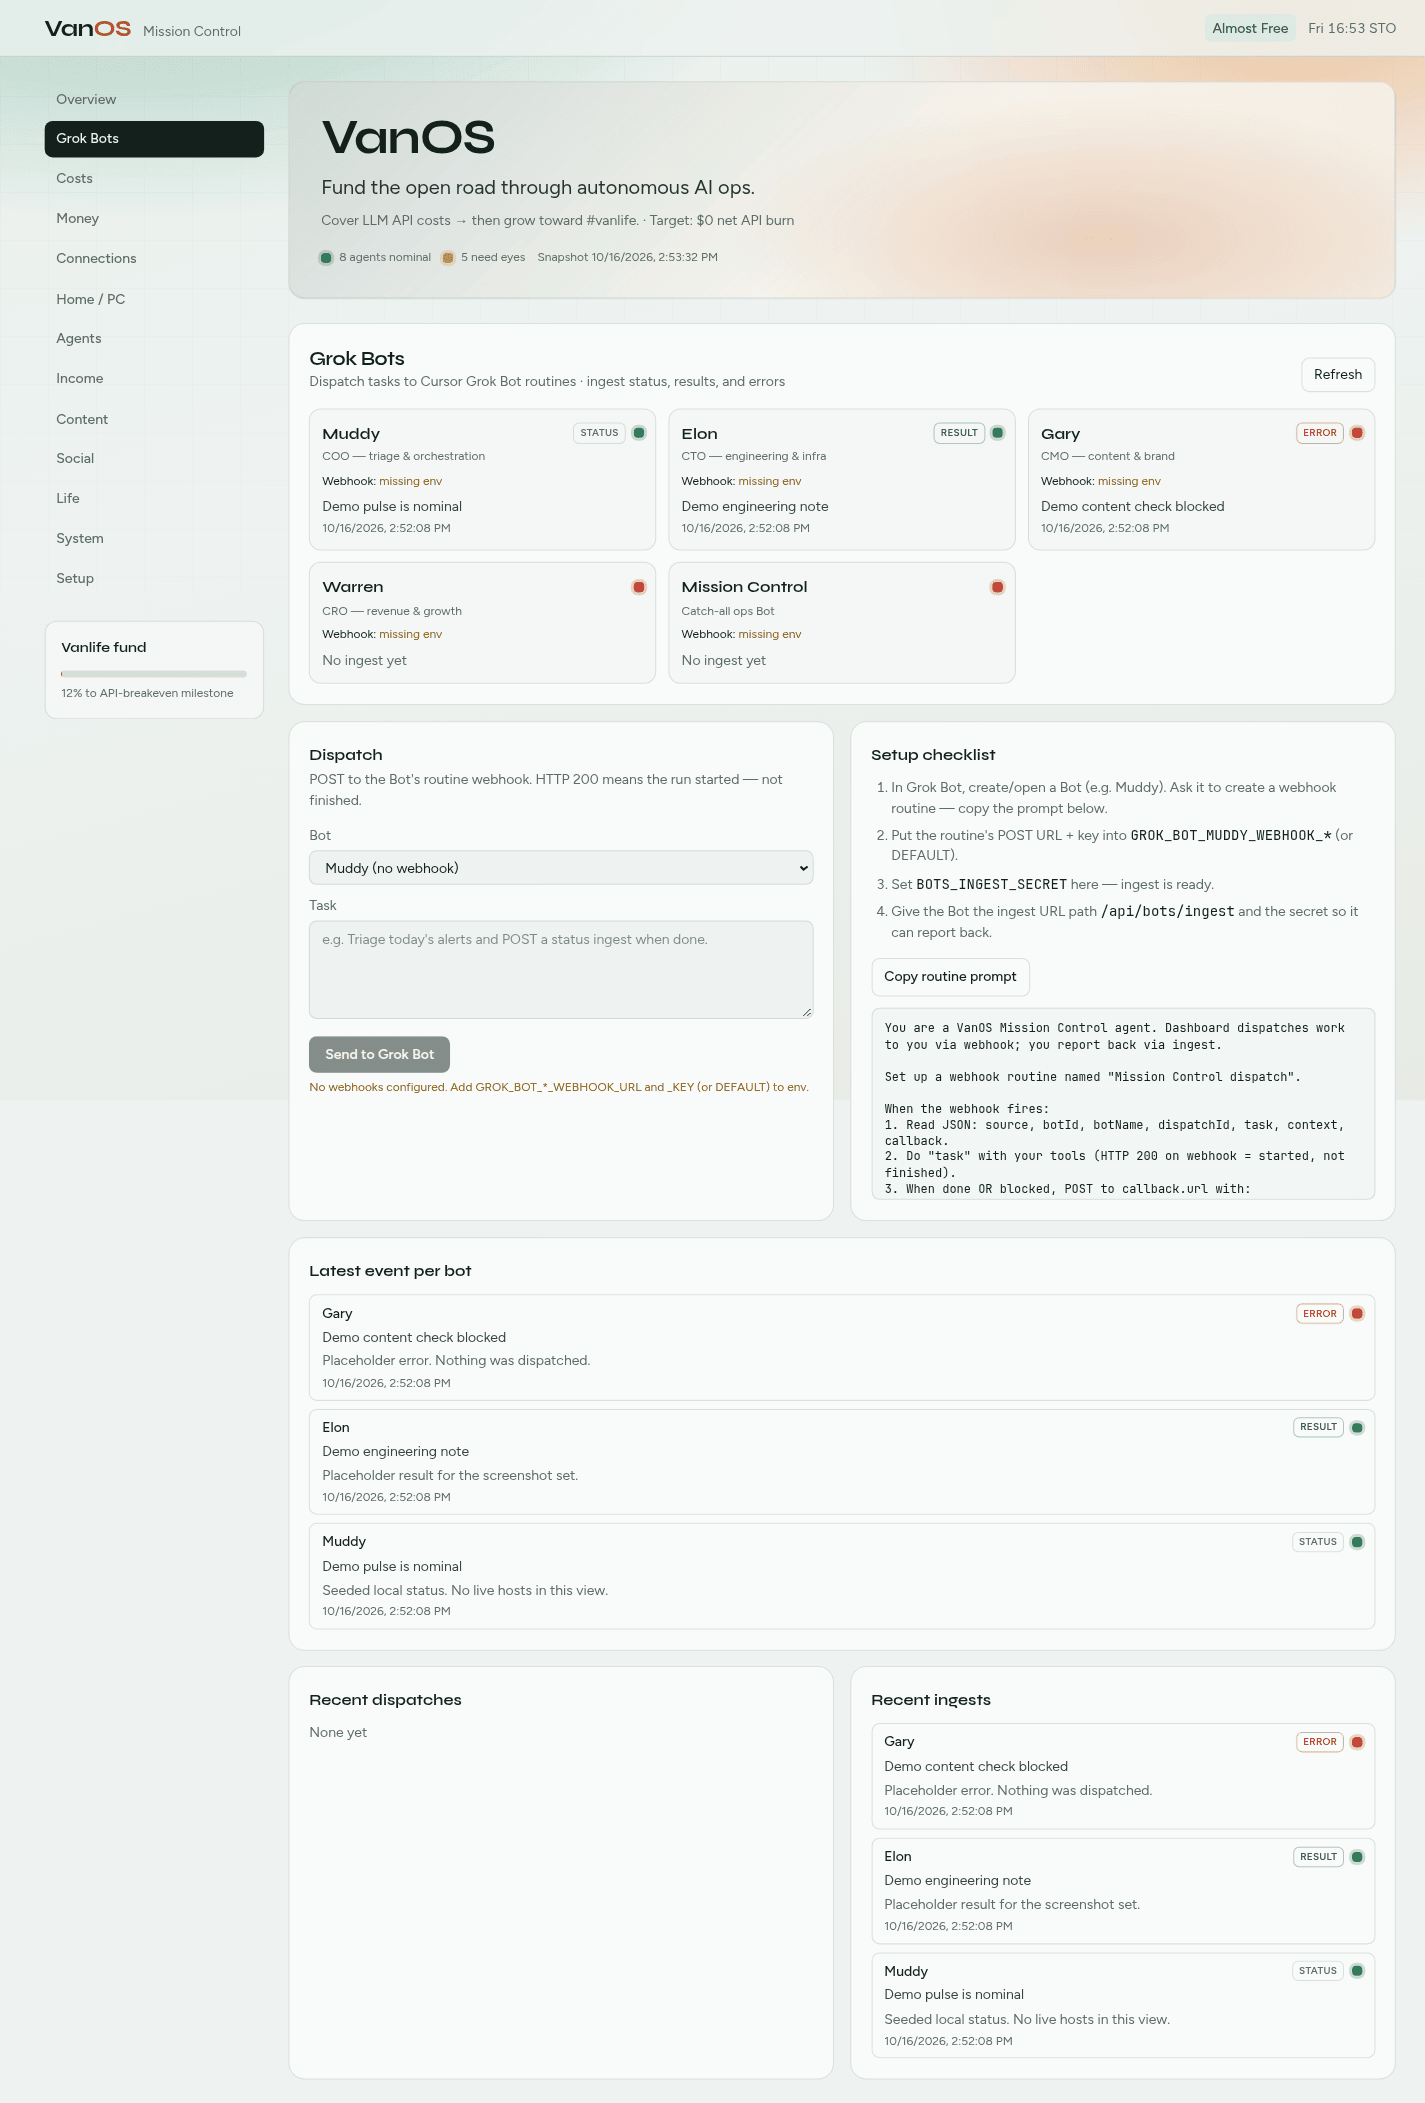 VanOS Mission Control
Almost Free Fri 16:53 STO
Overview
Grok Bots
Costs
Money
Connections
Home / PC
Agents
Income
Content
Social
Life
System
Setup
Vanlife fund
12% to API-breakeven milestone
VanOS
Fund the open road through autonomous AI ops.
Cover LLM API costs → then grow toward #vanlife. · Target: $0 net API burn
8 agents nominal 5 need eyes Snapshot 10/16/2026, 2:53:32 PM
Grok Bots
Dispatch tasks to Cursor Grok Bot routines · ingest status, results, and errors
Refresh
Muddy STATUS
COO — triage & orchestration
Webhook: missing env
Demo pulse is nominal
10/16/2026, 2:52:08 PM
Elon RESULT
CTO — engineering & infra
Webhook: missing env
Demo engineering note
10/16/2026, 2:52:08 PM
Gary ERROR
CMO — content & brand
Webhook: missing env
Demo content check blocked
10/16/2026, 2:52:08 PM
Warren
CRO — revenue & growth
Webhook: missing env
No ingest yet
Mission Control
Catch-all ops Bot
Webhook: missing env
No ingest yet
Dispatch
POST to the Bot's routine webhook. HTTP 200 means the run started — not
finished.
Bot
Muddy (no webhook)
Task
e.g. Triage today's alerts and POST a status ingest when done.
Send to Grok Bot
No webhooks configured. Add GROK_BOT_*_WEBHOOK_URL and _KEY (or DEFAULT) to env.
Setup checklist
1. In Grok Bot, create/open a Bot (e.g. Muddy). Ask it to create a webhook
routine — copy the prompt below.
2. Put the routine's POST URL + key into GROK_BOT_MUDDY_WEBHOOK_* (or
DEFAULT).
3. Set BOTS_INGEST_SECRET here — ingest is ready.
4. Give the Bot the ingest URL path /api/bots/ingest and the secret so it
can report back.
Copy routine prompt
You are a VanOS Mission Control agent. Dashboard dispatches work
to you via webhook; you report back via ingest.
Set up a webhook routine named "Mission Control dispatch".
When the webhook fires:
1. Read JSON: source, botId, botName, dispatchId, task, context,
callback.
2. Do "task" with your tools (HTTP 200 on webhook = started, not
finished).
3. When done OR blocked, POST to callback.url with:
Latest event per bot
Gary ERROR
Demo content check blocked
Placeholder error. Nothing was dispatched.
10/16/2026, 2:52:08 PM
Elon RESULT
Demo engineering note
Placeholder result for the screenshot set.
10/16/2026, 2:52:08 PM
Muddy STATUS
Demo pulse is nominal
Seeded local status. No live hosts in this view.
10/16/2026, 2:52:08 PM
Recent dispatches
None yet
Recent ingests
Gary ERROR
Demo content check blocked
Placeholder error. Nothing was dispatched.
10/16/2026, 2:52:08 PM
Elon RESULT
Demo engineering note
Placeholder result for the screenshot set.
10/16/2026, 2:52:08 PM
Muddy STATUS
Demo pulse is nominal
Seeded local status. No live hosts in this view.
10/16/2026, 2:52:08 PM